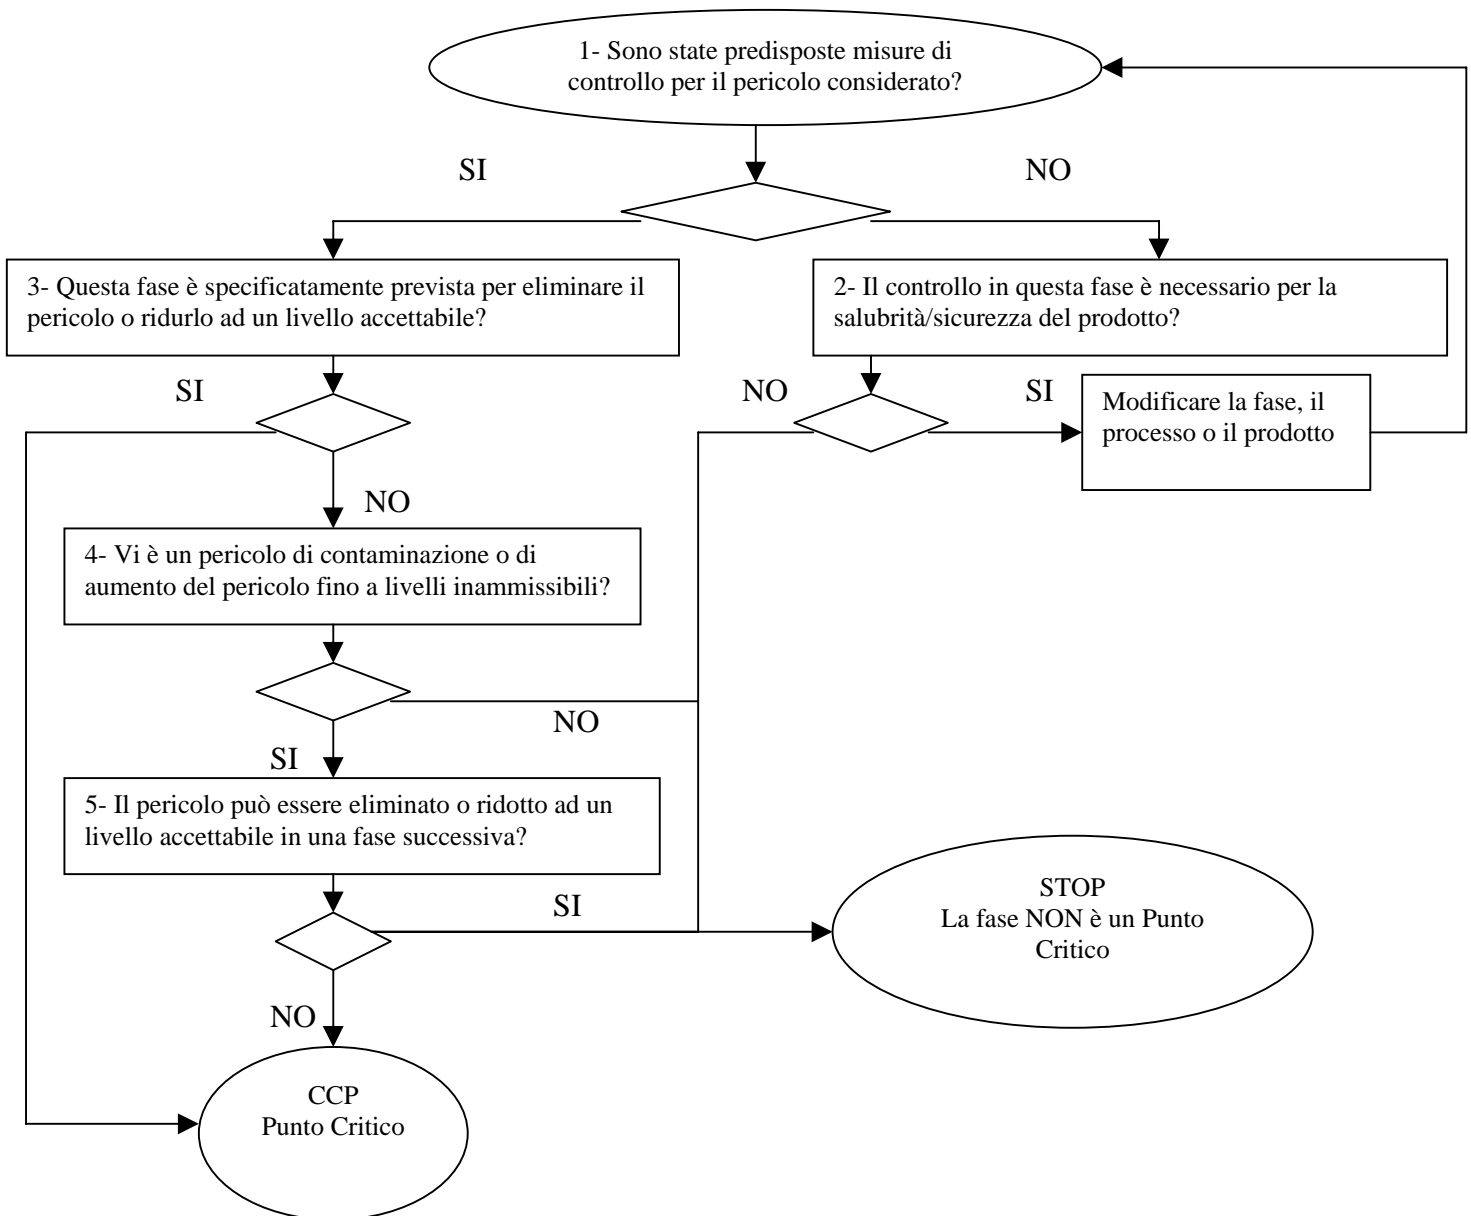 1- Sono state predisposte misure di
controllo per il pericolo considerato?
SI
NO
3- Questa fase è specificatamente prevista per eliminare il
pericolo o ridurlo ad un livello accettabile?
2- Il controllo in questa fase è necessario per la
salubrità/sicurezza del prodotto?
SI
NO
SI
Modificare la fase, il
processo o il prodotto
NO
4- Vi è un pericolo di contaminazione o di
aumento del pericolo fino a livelli inammissibili?
NO
SI
5- Il pericolo può essere eliminato o ridotto ad un
livello accettabile in una fase successiva?
SI
STOP
La fase NON è un Punto
Critico
NO
CCP
Punto Critico